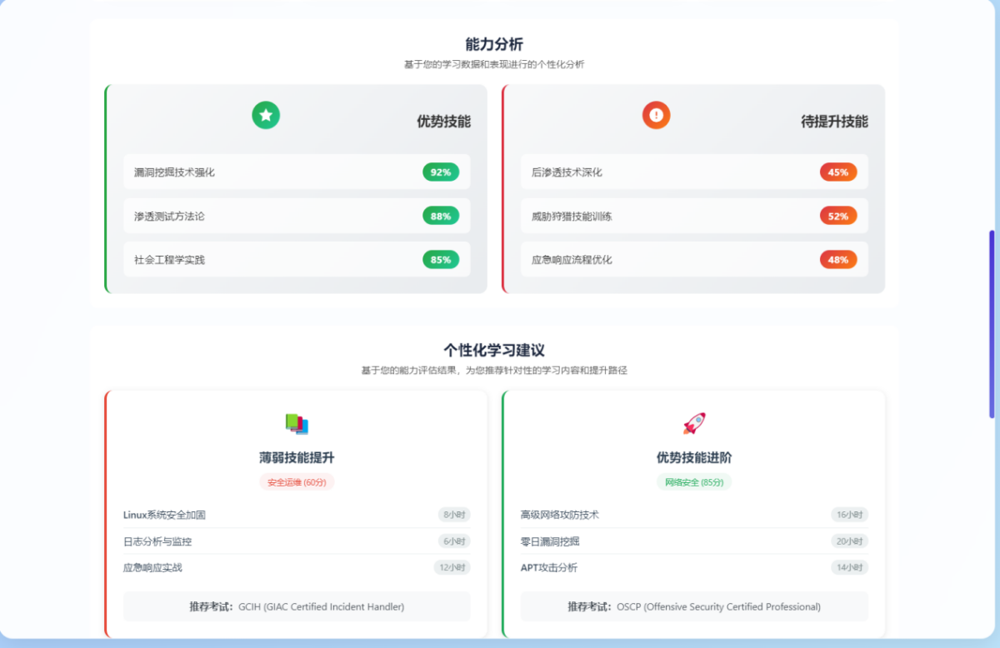 能力分析
基于您的学习数据和表现进行的个性化分析
优势技能
漏洞挖掘技术强化 92%
渗透测试方法论 88%
社会工程学实践 85%
待提升技能
后渗透技术深化 45%
威胁狩猎技能训练 52%
应急响应流程优化 48%
个性化学习建议
基于您的能力评估结果，为您推荐针对性的学习内容和提升路径
薄弱技能提升
安全运维 (60分)
Linux系统安全加固 8小时
日志分析与监控 6小时
应急响应实战 12小时
推荐考试：GCIH (GIAC Certified Incident Handler)
优势技能进阶
网络安全 (85分)
高级网络攻防技术 16小时
零日漏洞挖掘 20小时
APT攻击分析 14小时
推荐考试：OSCP (Offensive Security Certified Professional)